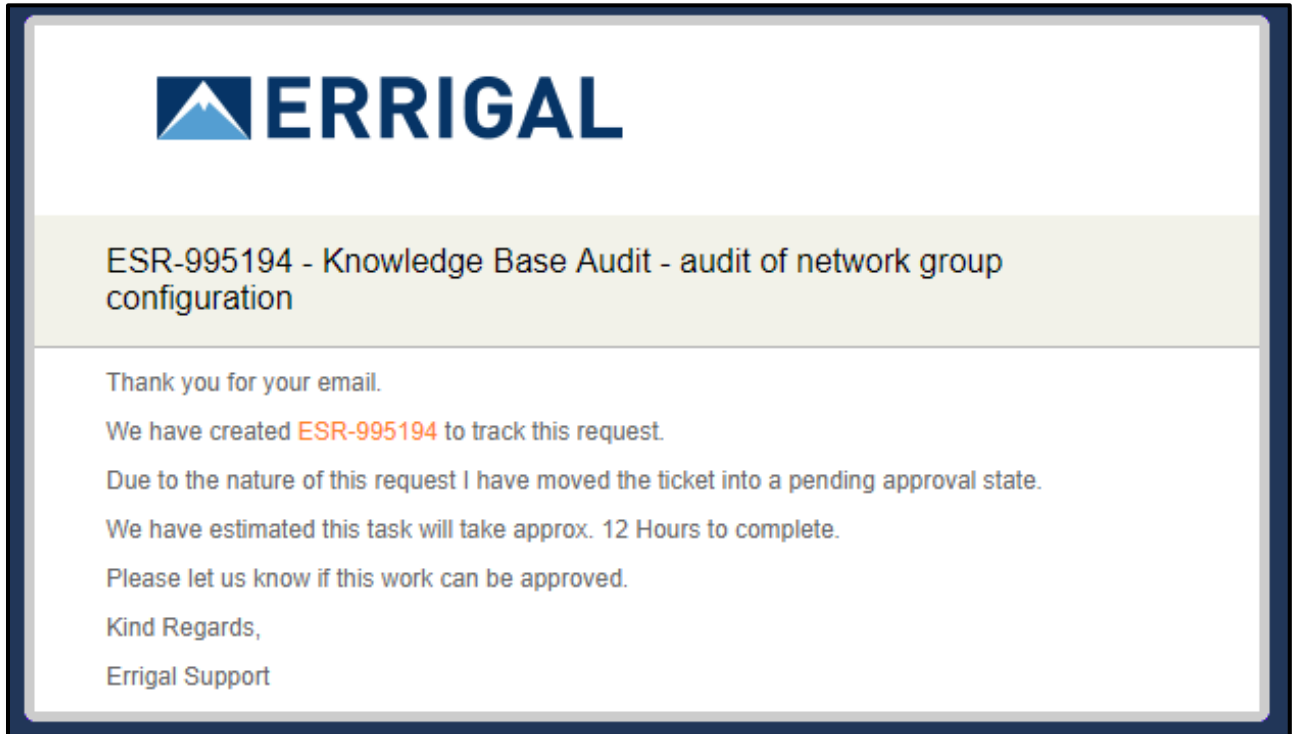 ERRIGAL
ESR-995194 - Knowledge Base Audit - audit of network group
configuration
Thank you for your email.
We have created ESR-995194 to track this request.
Due to the nature of this request I have moved the ticket into a pending approval state.
We have estimated this task will take approx. 12 Hours to complete.
Please let us know if this work can be approved.
Kind Regards,
Errigal Support